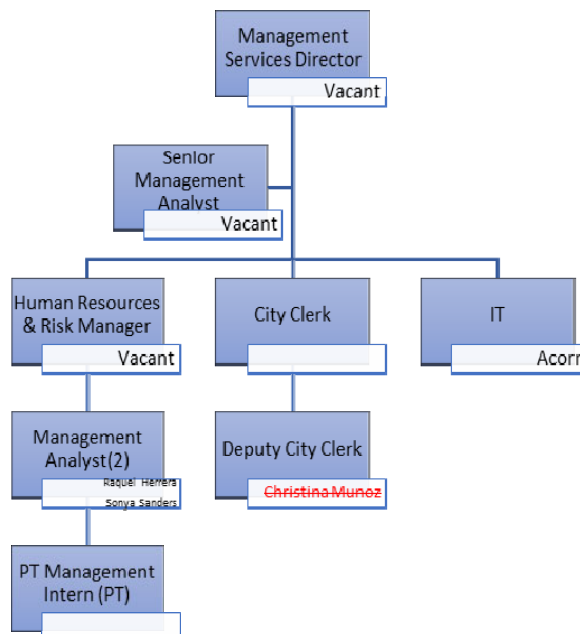 Management
Services Director
Vacant
Senior
Management
Analyst
Vacant
Human Resources
& Risk Manager
Vacant
City Clerk
IT
Acorn
Management
Analyst (2)
Raquel Herrera
Sonya Sanders
Deputy City Clerk
Christina Munoz
PT Management
Intern (PT)